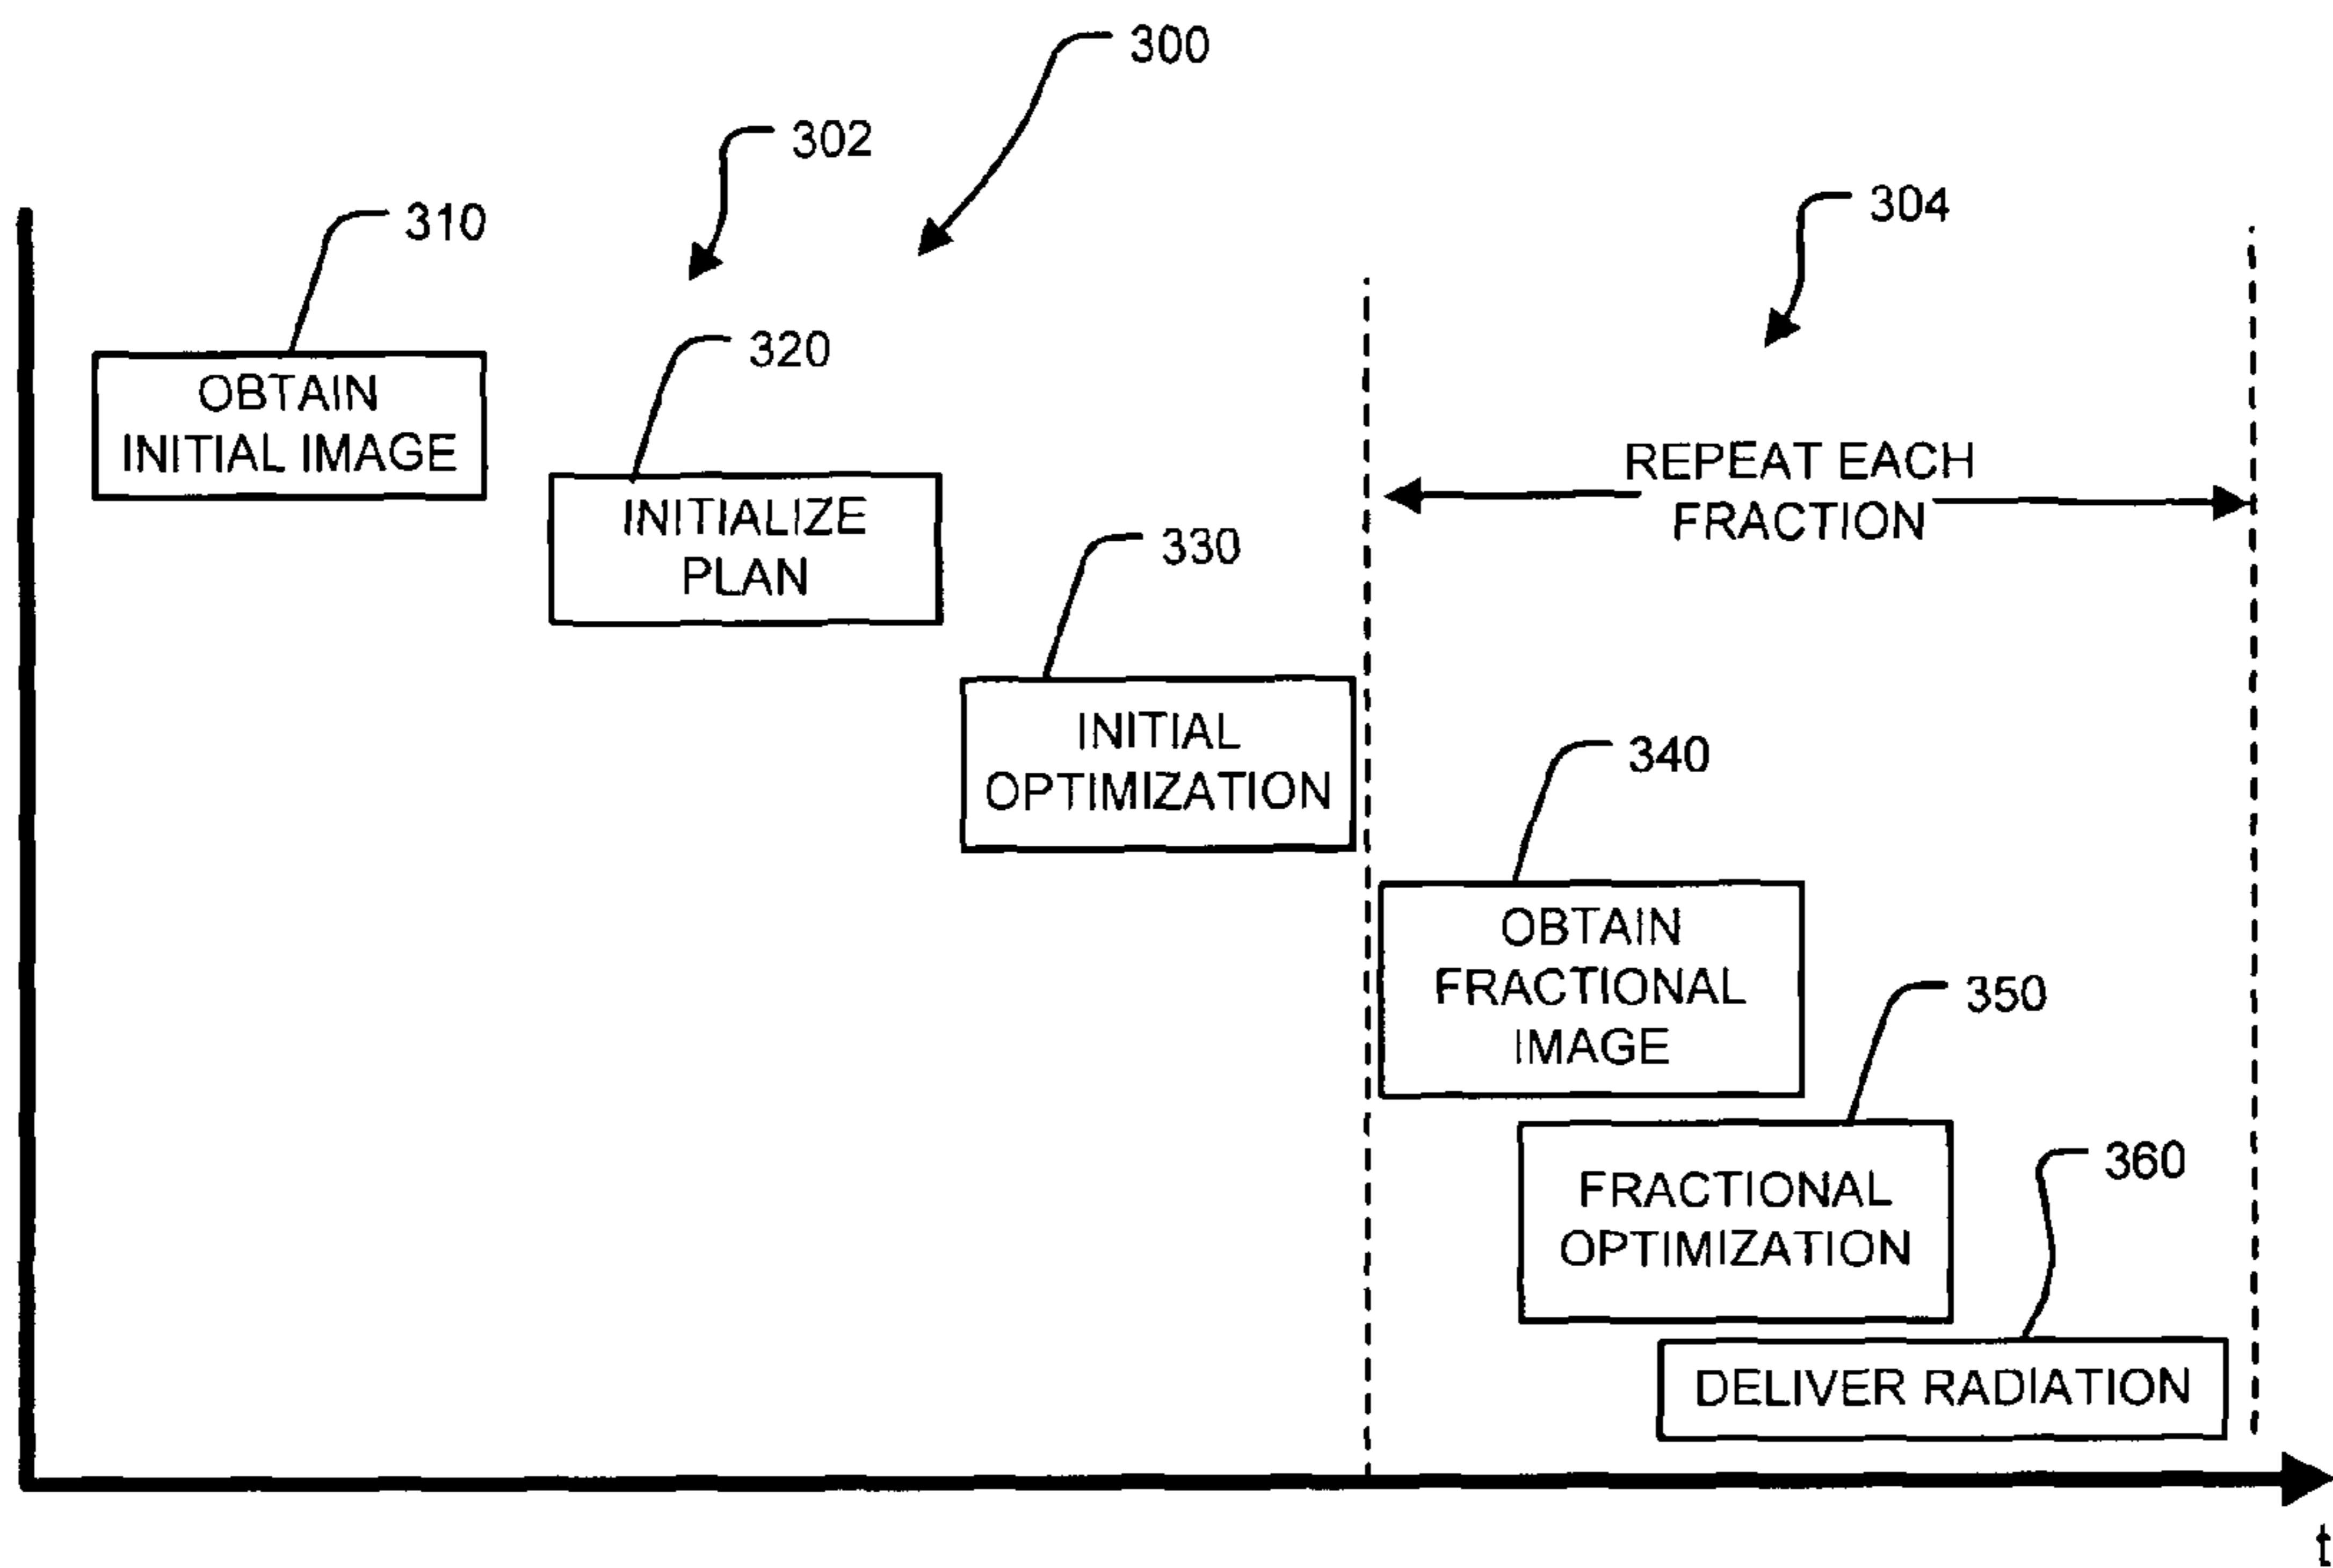 300
302
304
310
OBTAIN
INITIAL IMAGE
320
INITIALIZE
PLAN
REPEAT EACH
FRACTION
330
INITIAL
OPTIMIZATION
340
OBTAIN
FRACTIONAL
IMAGE
350
FRACTIONAL
OPTIMIZATION
360
DELIVER RADIATION
t